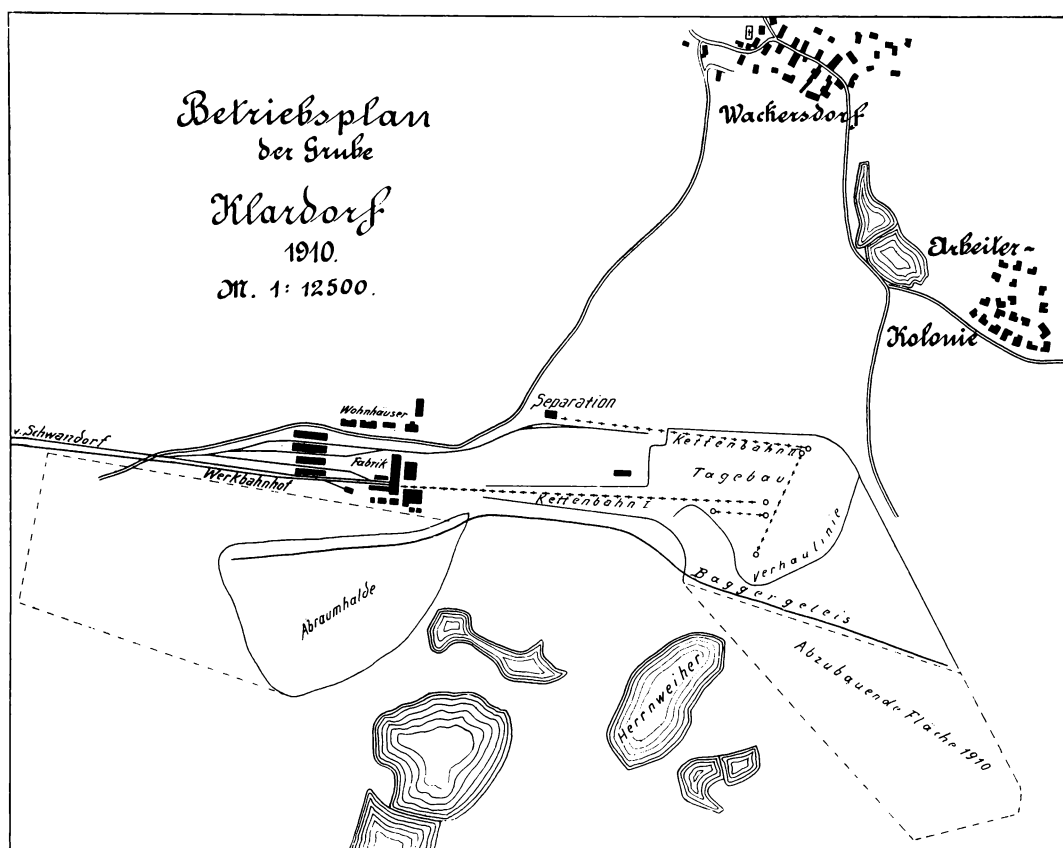 Betriebsplan
der Grube
Klardorf
1910.
M. 1:12500.
Wackersdorf
Arbeiter-
Kolonie
v. Schwandorf
Wohnhäuser
Separation
Fabrik
Werkbahnhof
Kettenbahn
Tagebau
Kettenbahn I
Verhaulinie
Baggergeleis
Abraumhalde
Herrnweiher
Abzubauende Fläche 1910